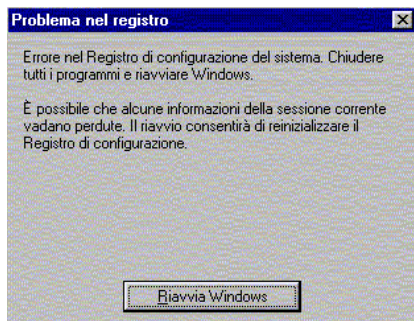 Problema nel registro
Errore nel Registro di configurazione del sistema. Chiudere
tutti i programmi e riavviare Windows.
È possibile che alcune informazioni della sessione corrente
vadano perdute. Il riavvio consentirà di reinizializzare il
Registro di configurazione.
Riavvia Windows